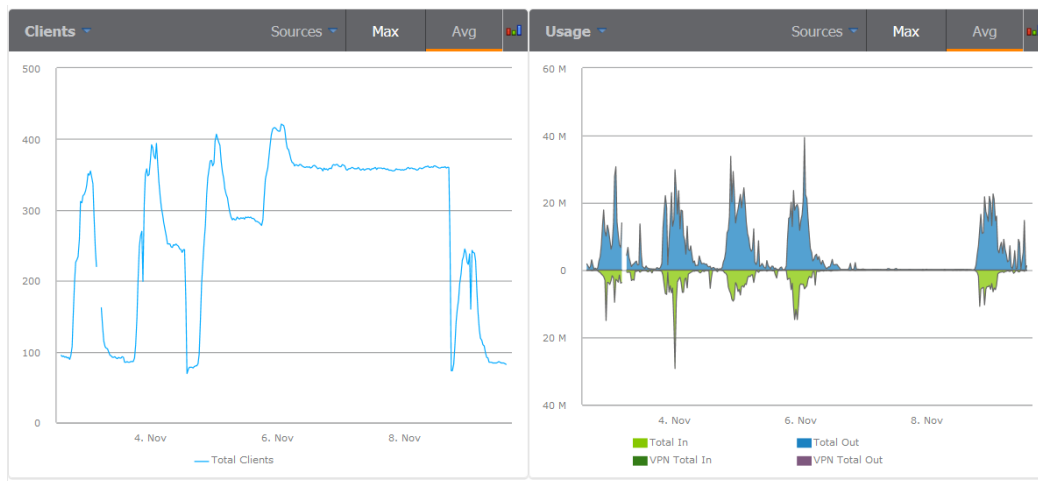 Clients Sources Max Avg
500
400
300
200
100
0
4. Nov 6. Nov 8. Nov
Total Clients
Usage Sources Max Avg
60 M
40 M
20 M
0
20 M
40 M
4. Nov 6. Nov 8. Nov
Total In Total Out
VPN Total In VPN Total Out